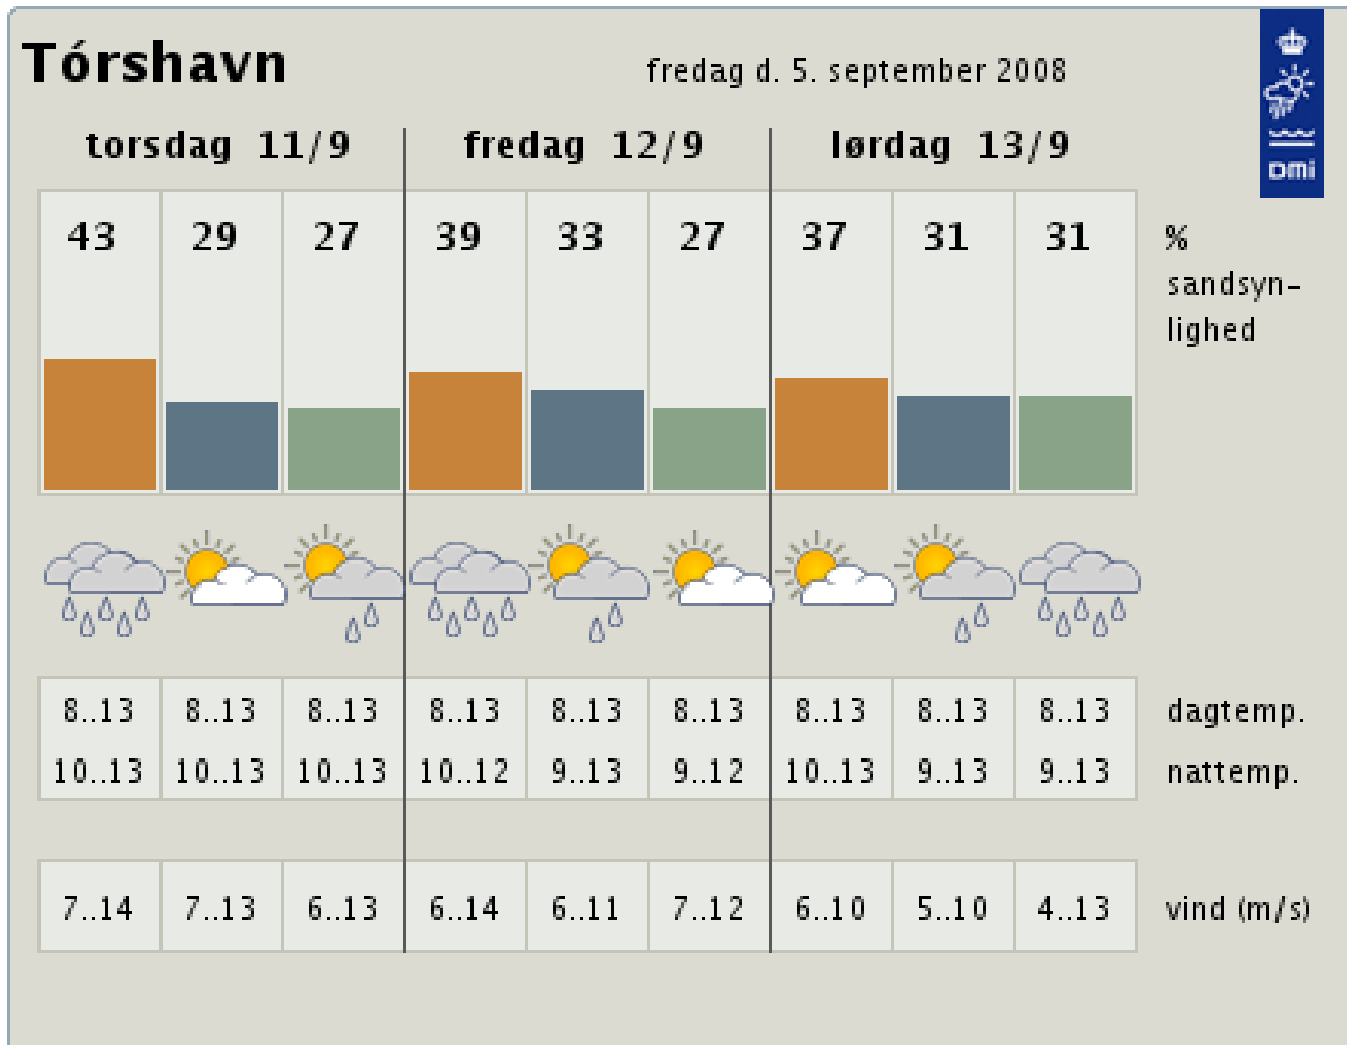 Tórshavn
fredag d. 5. september 2008
DMi
torsdag 11/9 fredag 12/9 lørdag 13/9
43 29 27 39 33 27 37 31 31 %
sandsyn-
lighed
8..13 8..13 8..13 8..13 8..13 8..13 8..13 8..13 8..13 dagtemp.
10..13 10..13 10..13 10..12 9..13 9..12 10..13 9..13 9..13 nattemp.
7..14 7..13 6..13 6..14 6..11 7..12 6..10 5..10 4..13 vind (m/s)